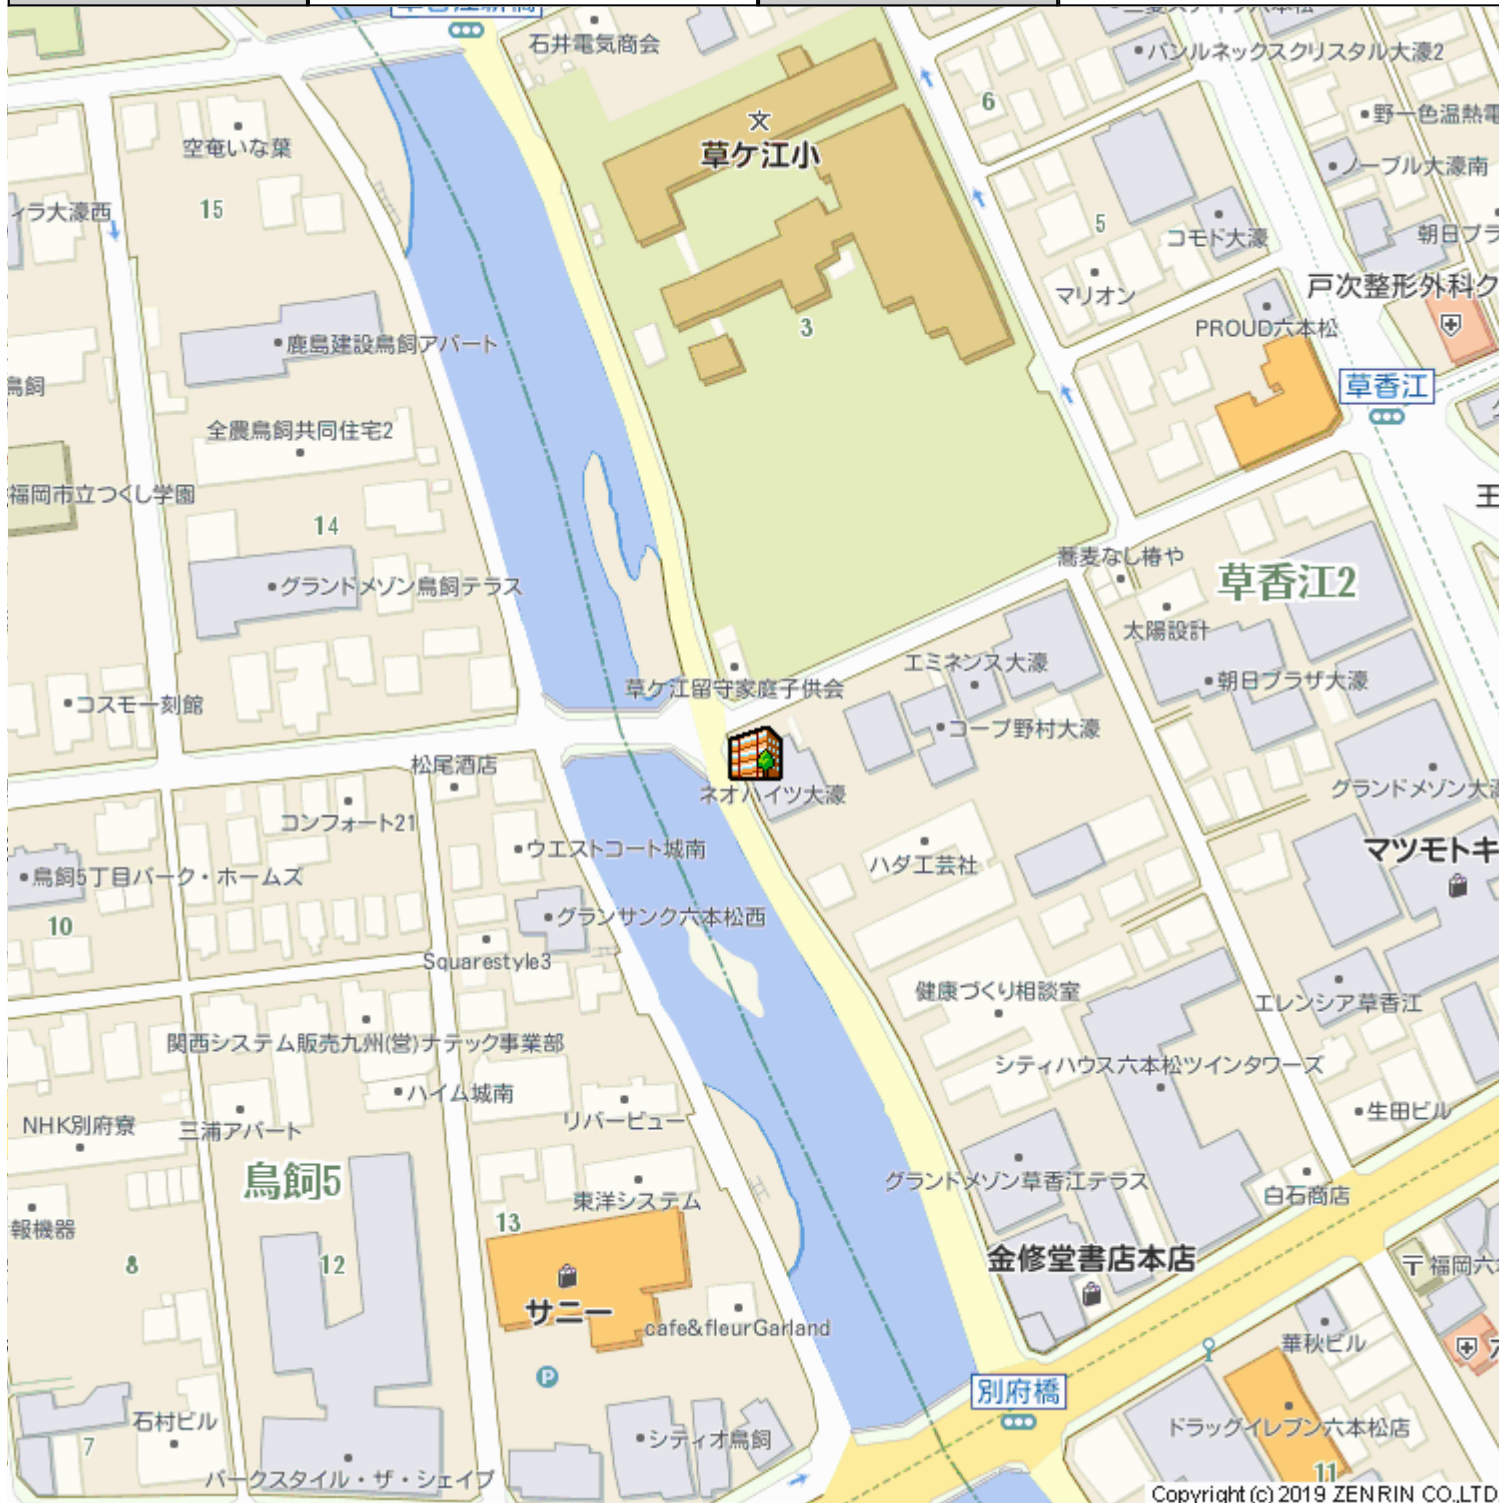 石井電気商会
バンルネックスクリスタル大濠2
6
文
草ケ江小
野一色温熱電
空奄いな葉
ノーブル大濠南
15
ィラ大濠西
5
コモド大濠
朝日プラ
マリオン
戸次整形外科ク
3
PROUD六本松
鹿島建設鳥飼アパート
鳥飼
草香江
全農鳥飼共同住宅2
福岡市立つくし学園
王
14
蕎麦なし椿や
草香江2
グランドメゾン鳥飼テラス
太陽設計
エミネンス大濠
朝日プラザ大濠
草ケ江留守家庭子供会
コスモー刻館
コープ野村大濠
松尾酒店
グランドメゾン大濠
ネオハイツ大濠
コンフォート21
ウエストコート城南
マツモトキ
ハダ工芸社
鳥飼5丁目パーク・ホームズ
10
グランサンク六本松西
Squarestyle3
健康づくり相談室
エレンシア草香江
関西システム販売九州(営)ナテック事業部
シティハウス六本松ツインタワーズ
ハイム城南
リバービュー
生田ビル
NHK別府寮
三浦アパート
鳥飼5
グランドメゾン草香江テラス
白石商店
東洋システム
13
報機器
8
12
金修堂書店本店
〒福岡六
サニー
cafe&fleurGarland
華秋ビル
P
別府橋
石村ビル
7
シティオ鳥飼
ドラッグイレブン六本松店
パークスタイル・ザ・シェイプ
11
Copyright (c) 2019 ZENRIN CO.,LTD